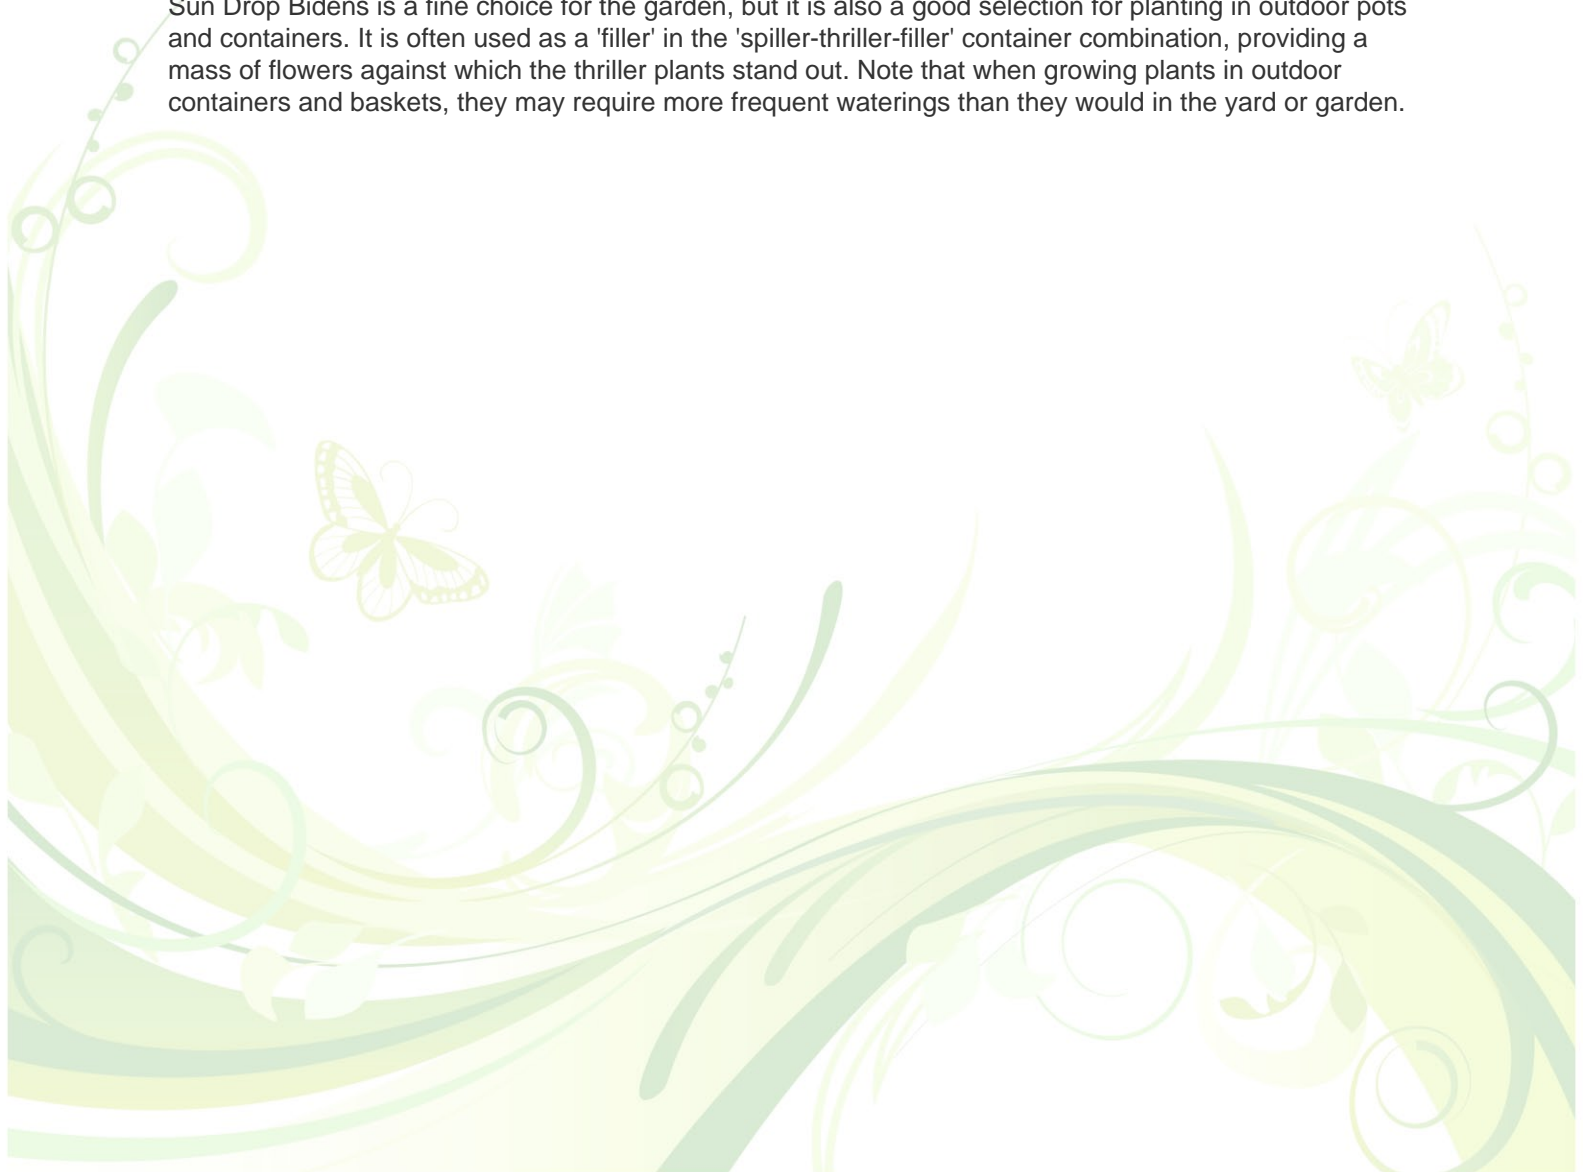 Sun Drop Bidens is a fine choice for the garden, but it is also a good selection for planting in outdoor pots
and containers. It is often used as a 'filler' in the 'spiller-thriller-filler' container combination, providing a
mass of flowers against which the thriller plants stand out. Note that when growing plants in outdoor
containers and baskets, they may require more frequent waterings than they would in the yard or garden.